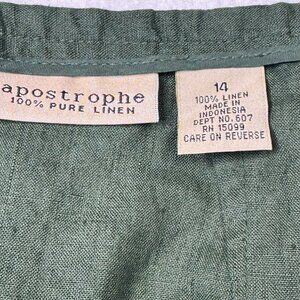 apostrophe
100% PURE LINEN
14
100% LINEN
MADE IN
INDONESIA
DEPT NO. 607
RN 15099
CARE ON REVERSE